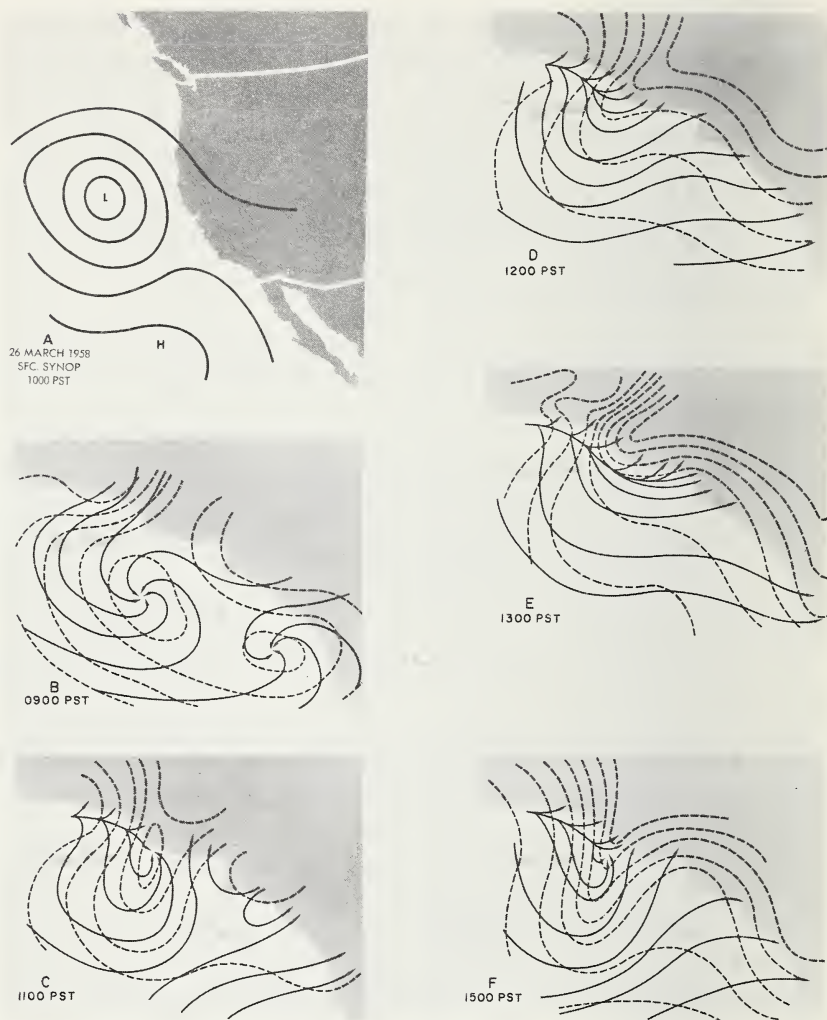 L
H
A
26 MARCH 1958
SFC. SYNOP
1000 PST
B
0900 PST
C
1100 PST
D
1200 PST
E
1300 PST
F
1500 PST